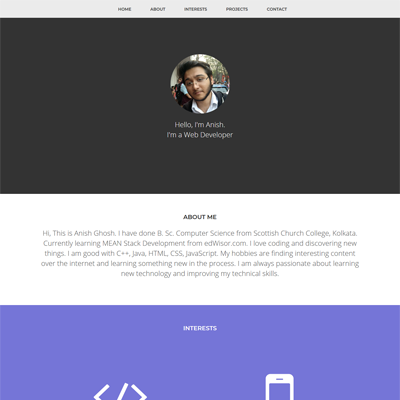 HOME ABOUT INTERESTS PROJECTS CONTACT
Hello, I'm Anish.
I'm a Web Developer
ABOUT ME
Hi, This is Anish Ghosh. I have done B. Sc. Computer Science from Scottish Church College, Kolkata.
Currently learning MEAN Stack Development from edWisor.com. I love coding and discovering new
things. I am good with C++, Java, HTML, CSS, JavaScript. My hobbies are finding interesting content
over the internet and learning something new in the process. I am always passionate about learning
new technology and improving my technical skills.
INTERESTS